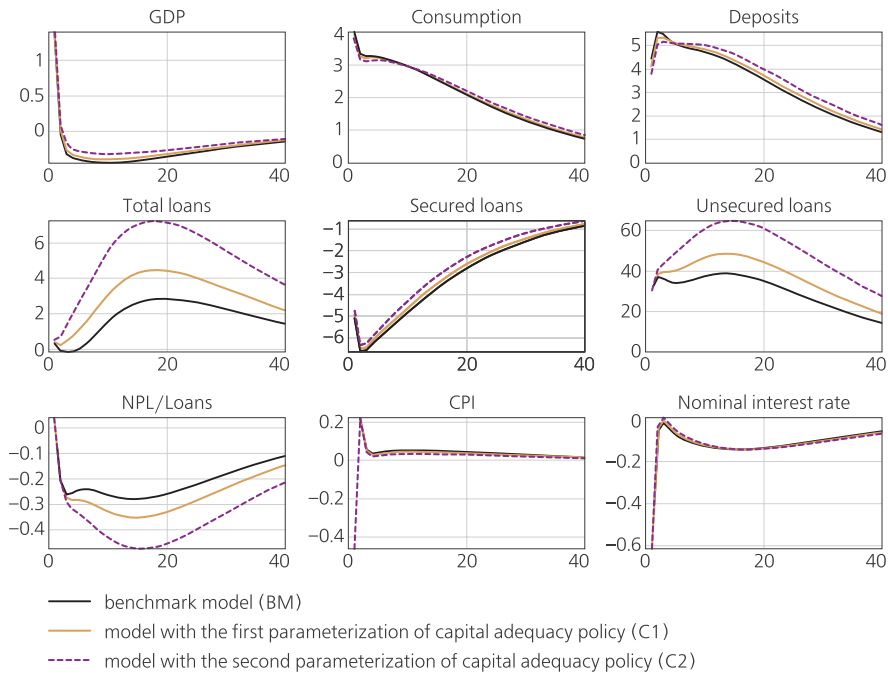 GDP Consumption Deposits
1
0.5
0
0 20 40
4
3
2
1
0
0 20 40
5
4
3
2
1
0
0 20 40
Total loans Secured loans Unsecured loans
6
4
2
0
0 20 40
−1
−2
−3
−4
−5
−6
0 20 40
60
40
20
0
0 20 40
NPL/Loans CPI Nominal interest rate
0
−0.1
−0.2
−0.3
−0.4
0 20 40
0.2
0
−0.2
−0.4
0 20 40
0
−0.2
−0.4
−0.6
0 20 40
benchmark model (BM)
model with the first parameterization of capital adequacy policy (C1)
model with the second parameterization of capital adequacy policy (C2)